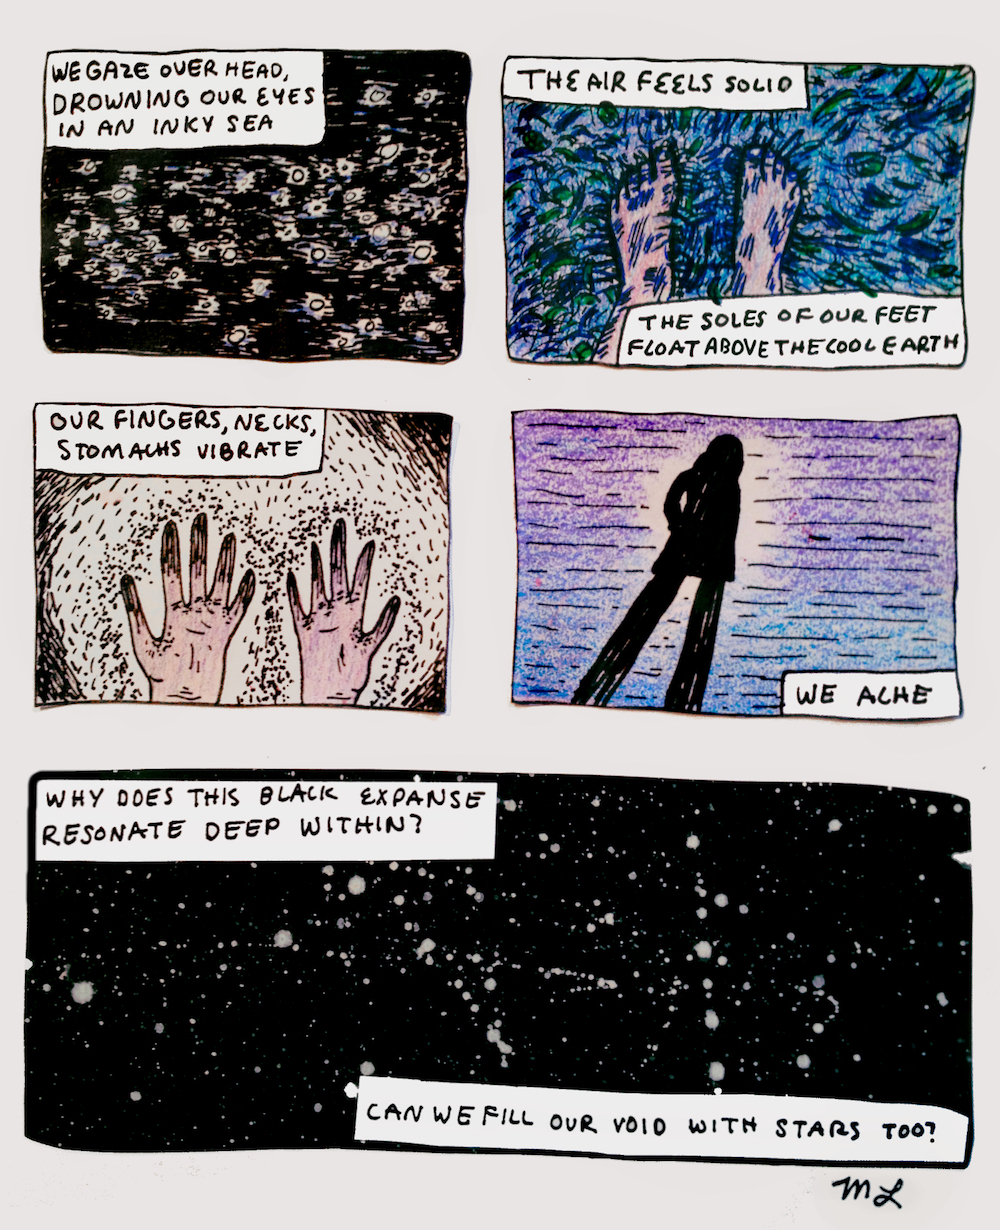 WE GAZE OVER HEAD,
DROWNING OUR EYES
IN AN INKY SEA
THE AIR FEELS SOLID
THE SOLES OF OUR FEET
FLOAT ABOVE THE COOL EARTH
OUR FINGERS, NECKS,
STOMACHS VIBRATE
WE ACHE
WHY DOES THIS BLACK EXPANSE
RESONATE DEEP WITHIN?
CAN WE FILL OUR VOID WITH STARS TOO?
ML